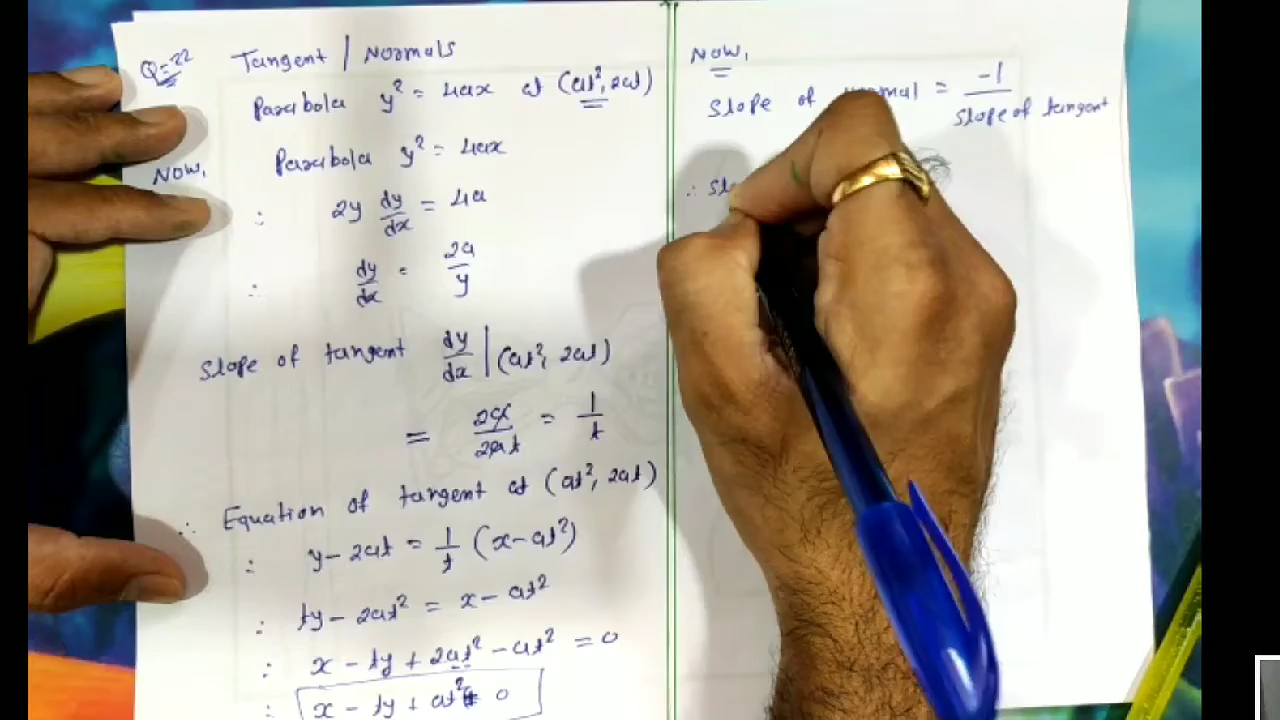 Q=22 Tangent / Normals
Parabola y² = 4ax at (at², 2at)
NOW, Parabola y² = 4ax
∴ 2y dy/dx = 4a
∴ dy/dx = 2a/y
Slope of tangent dy/dx | (at², 2at)
= 2a/2at = 1/t
∴ Equation of tangent at (at², 2at)
∴ y - 2at = 1/t (x - at²)
∴ ty - 2at² = x - at²
∴ x - ty + 2at² - at² = 0
∴ x - ty + at² = 0
NOW,
Slope of normal = -1/slope of tangent
∴